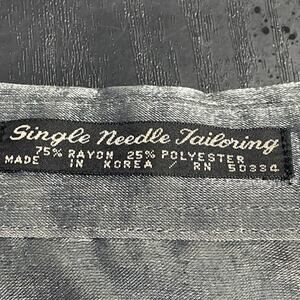 Single Needle Tailoring
75% RAYON 25% POLYESTER
MADE IN KOREA / RN 50334